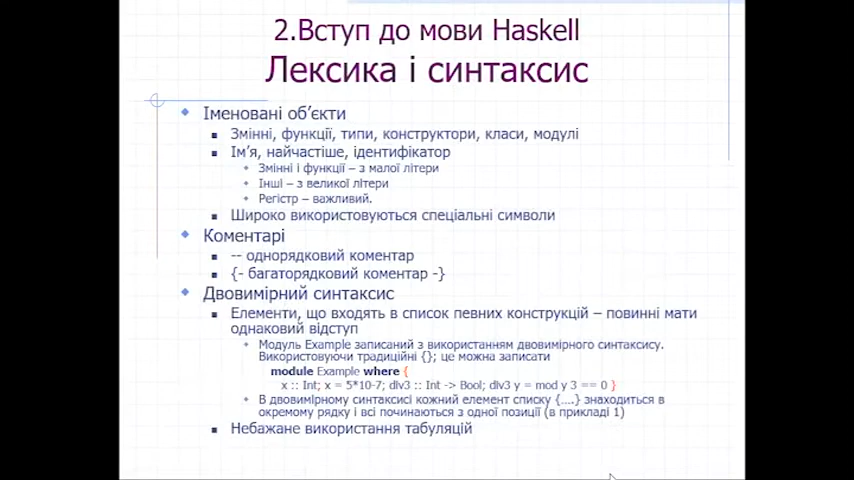 2.Вступ до мови Haskell
Лексика і синтаксис
Іменовані об’єкти
Змінні, функції, типи, конструктори, класи, модулі
Ім’я, найчастіше, ідентифікатор
Змінні і функції – з малої літери
Інші – з великої літери
Регістр – важливий.
Широко використовуються спеціальні символи
Коментарі
-- однорядковий коментар
{- багаторядковий коментар -}
Двовимірний синтаксис
Елементи, що входять в список певних конструкцій – повинні мати
однаковий відступ
Модуль Example записаний з використанням двовимірного синтаксису.
Використовуючи традиційні {}; це можна записати
module Example where {
x :: Int; x = 5*10-7; div3 :: Int -> Bool; div3 y = mod y 3 == 0 }
В двовимірному синтаксисі кожний елемент списку {....} знаходиться в
окремому рядку і всі починаються з одної позиції (в прикладі 1)
Небажане використання табуляцій